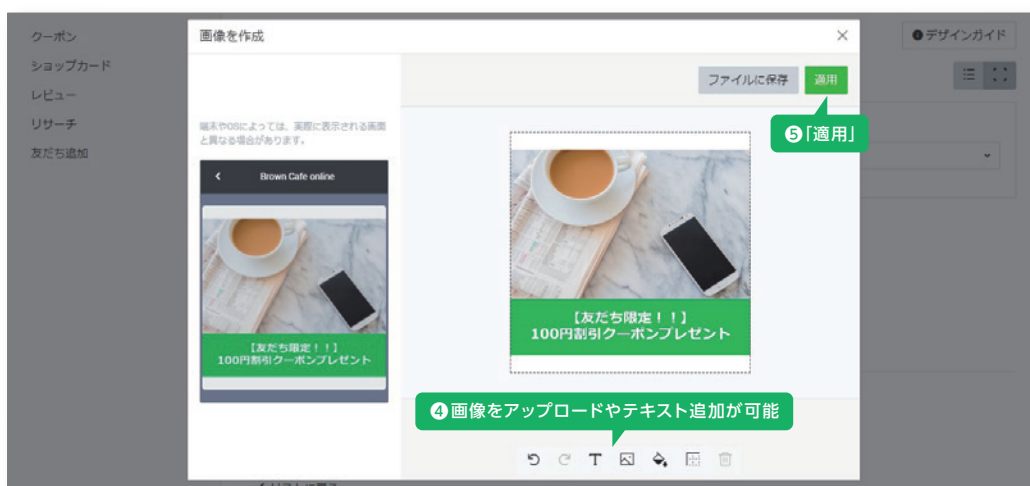 クーポン
ショップカード
レビュー
リサーチ
友だち追加
画像を作成
デザインガイド
ファイルに保存
適用
❺「適用」
端末やOSによっては、実際に表示される画面
と異なる場合があります。
Brown Cafe online
【友だち限定！！】
100円割引クーポンプレゼント
【友だち限定！！】
100円割引クーポンプレゼント
❹画像をアップロードやテキスト追加が可能
T